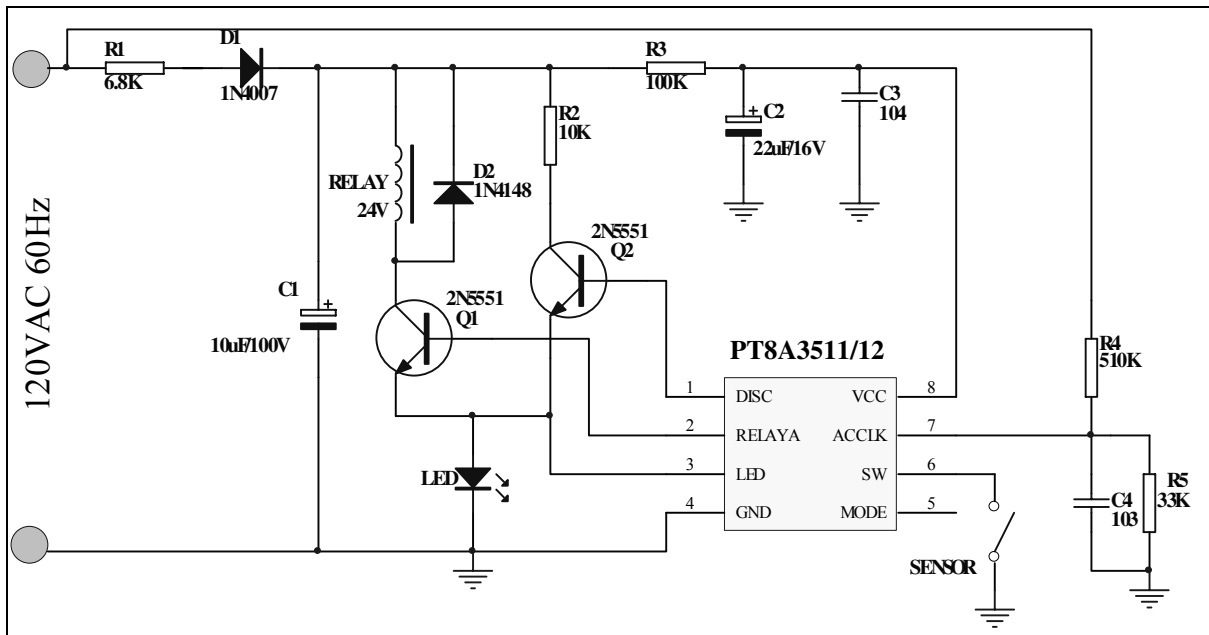 D1
R1
6.8K
1N4007
R3
100K
C2
+
22uF/16V
C3
104
R2
10K
RELAY
24V
D2
1N4148
2N5551
Q2
120VAC 60Hz
C1
+
10uF/100V
2N5551
Q1
PT8A3511/12
R4
510K
1 DISC VCC 8
2 RELAYA ACCLK 7
3 LED SW 6
4 GND MODE 5
LED
SENSOR
C4
103
R5
33K